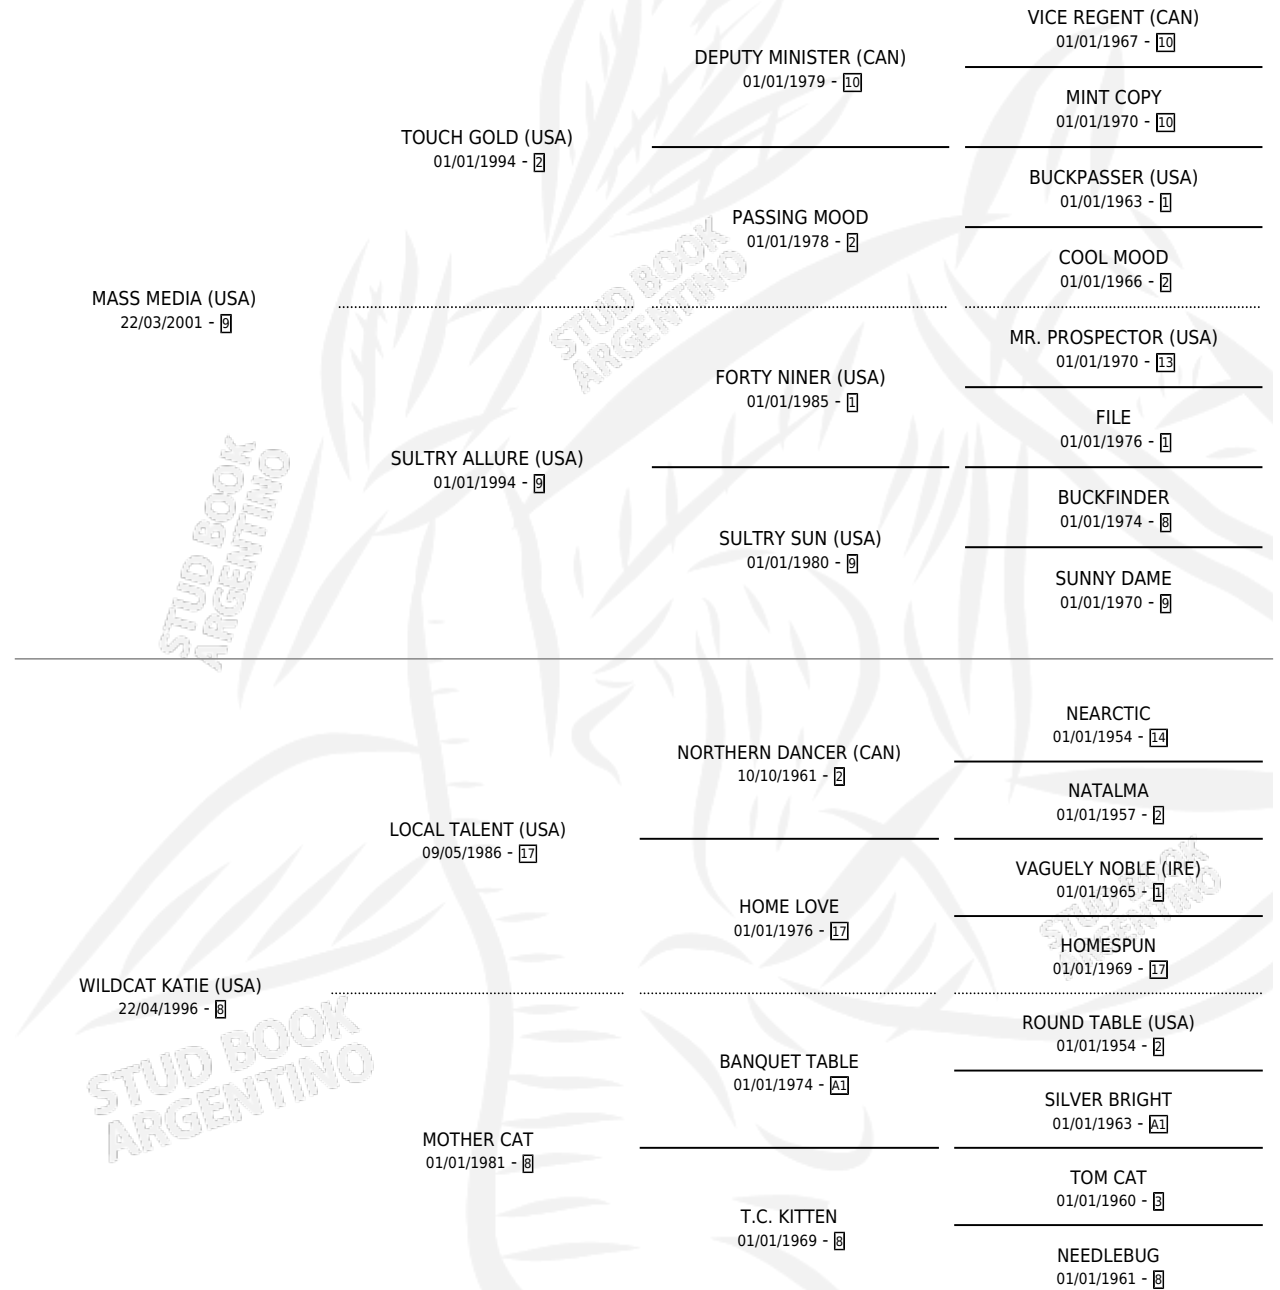 VICE REGENT (CAN)
01/01/1967 - 10
DEPUTY MINISTER (CAN)
01/01/1979 - 10
MINT COPY
01/01/1970 - 10
TOUCH GOLD (USA)
01/01/1994 - 2
BUCKPASSER (USA)
01/01/1963 - 1
PASSING MOOD
01/01/1978 - 2
COOL MOOD
01/01/1966 - 2
MASS MEDIA (USA)
22/03/2001 - 9
MR. PROSPECTOR (USA)
01/01/1970 - 13
FORTY NINER (USA)
01/01/1985 - 1
FILE
01/01/1976 - 1
SULTRY ALLURE (USA)
01/01/1994 - 9
BUCKFINDER
01/01/1974 - 8
SULTRY SUN (USA)
01/01/1980 - 9
SUNNY DAME
01/01/1970 - 9
NEARCTIC
01/01/1954 - 14
NORTHERN DANCER (CAN)
10/10/1961 - 2
NATALMA
01/01/1957 - 2
LOCAL TALENT (USA)
09/05/1986 - 17
VAGUELY NOBLE (IRE)
01/01/1965 - 1
HOME LOVE
01/01/1976 - 17
HOMESPUN
01/01/1969 - 17
WILDCAT KATIE (USA)
22/04/1996 - 8
ROUND TABLE (USA)
01/01/1954 - 2
BANQUET TABLE
01/01/1974 - A1
SILVER BRIGHT
01/01/1963 - A1
MOTHER CAT
01/01/1981 - 8
TOM CAT
01/01/1960 - 3
T.C. KITTEN
01/01/1969 - 8
NEEDLEBUG
01/01/1961 - 8
STUD BOOK
ARGENTINO
STUD BOOK
ARGENTINO
STUD BOOK
ARGENTINO
STUD BOOK
ARGENTINO